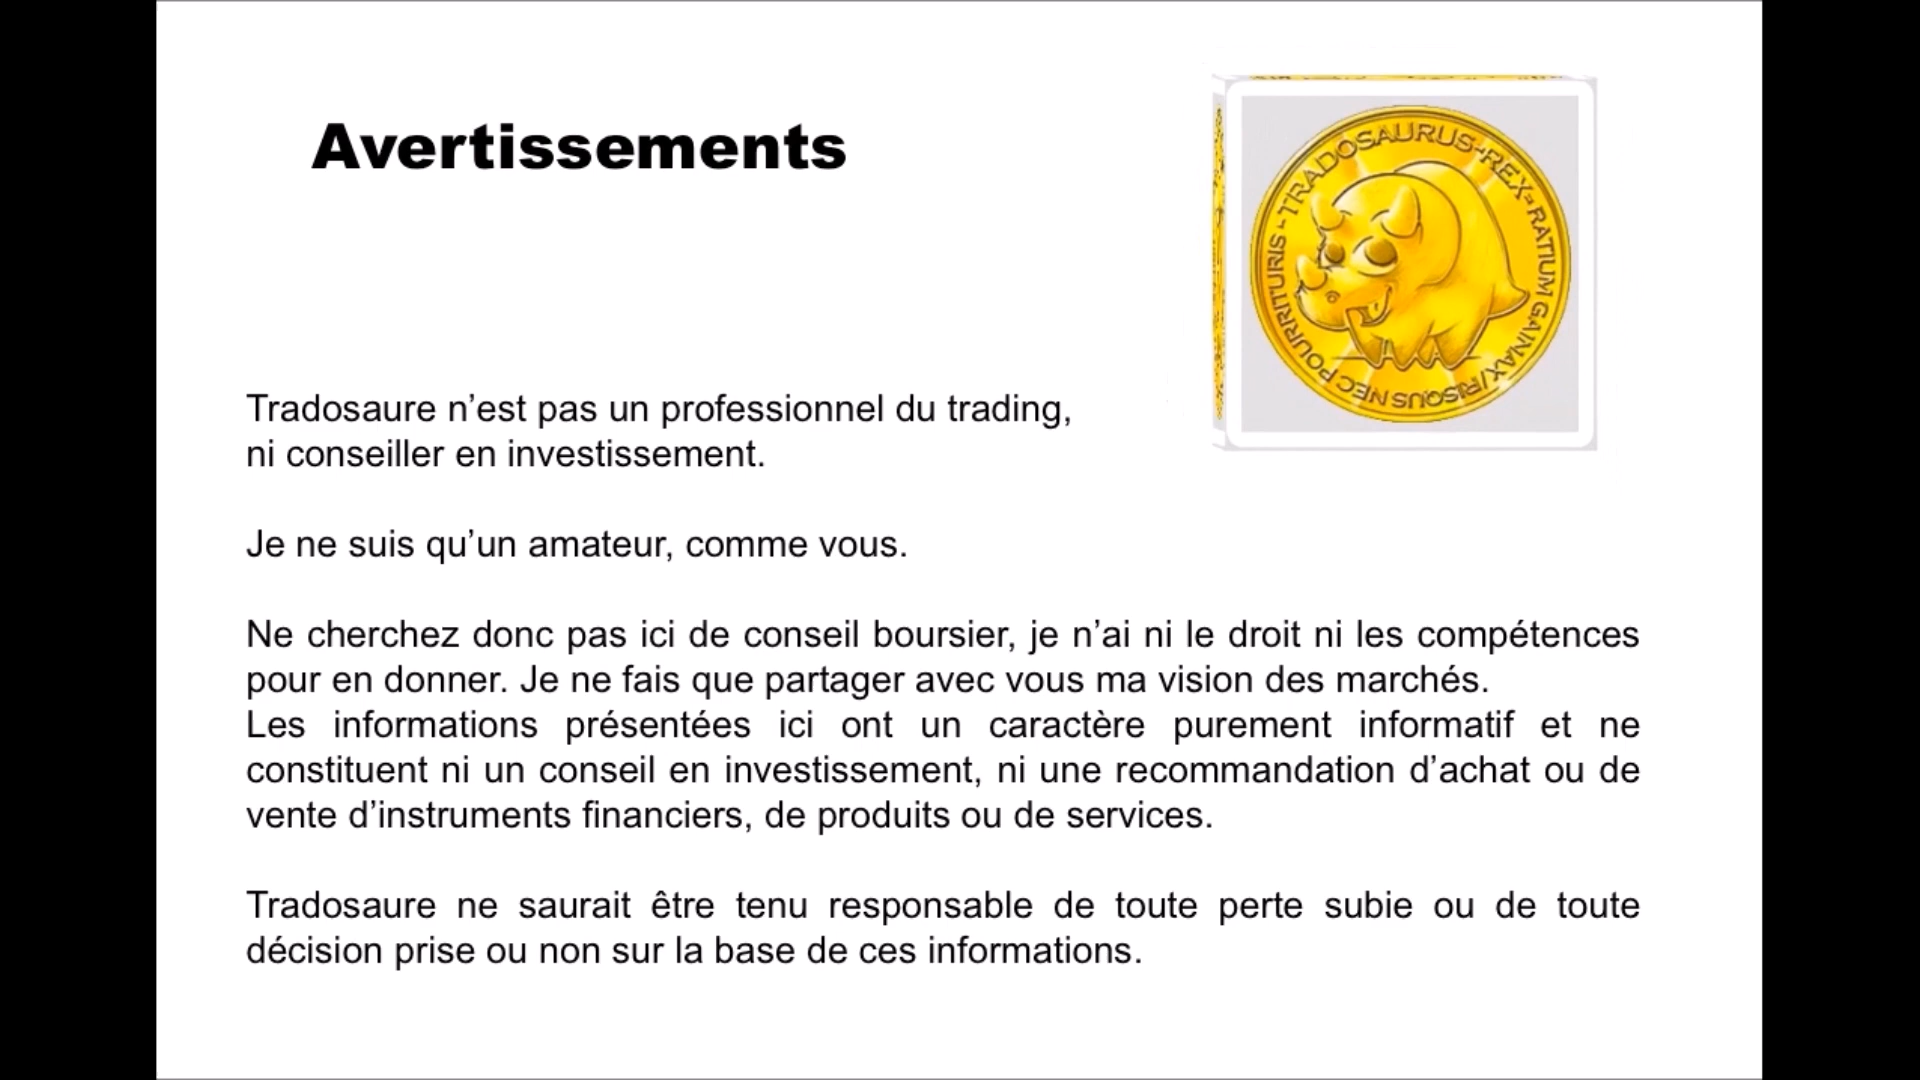 Avertissements
TRADOSAURUS-REX=RATIUM GAINAX/RISQUS NEC POURRITURIS -
Tradosaure n’est pas un professionnel du trading,
ni conseiller en investissement.
Je ne suis qu’un amateur, comme vous.
Ne cherchez donc pas ici de conseil boursier, je n’ai ni le droit ni les compétences
pour en donner. Je ne fais que partager avec vous ma vision des marchés.
Les informations présentées ici ont un caractère purement informatif et ne
constituent ni un conseil en investissement, ni une recommandation d’achat ou de
vente d’instruments financiers, de produits ou de services.
Tradosaure ne saurait être tenu responsable de toute perte subie ou de toute
décision prise ou non sur la base de ces informations.